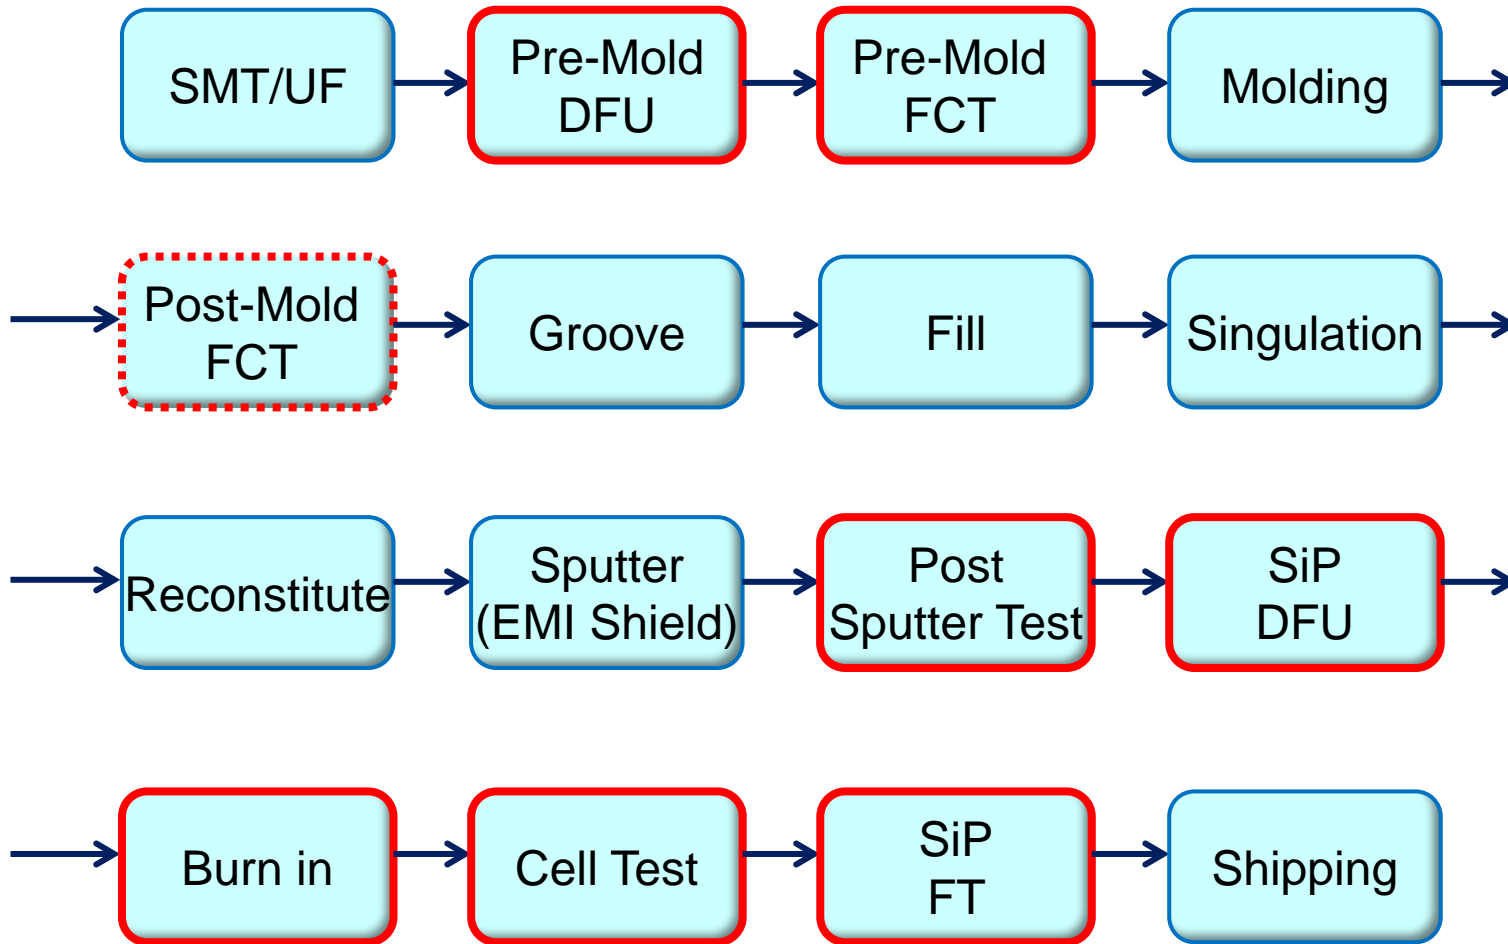 SMT/UF
Pre-Mold
DFU
Pre-Mold
FCT
Molding
Post-Mold
FCT
Groove
Fill
Singulation
Reconstitute
Sputter
(EMI Shield)
Post
Sputter Test
SiP
DFU
Burn in
Cell Test
SiP
FT
Shipping